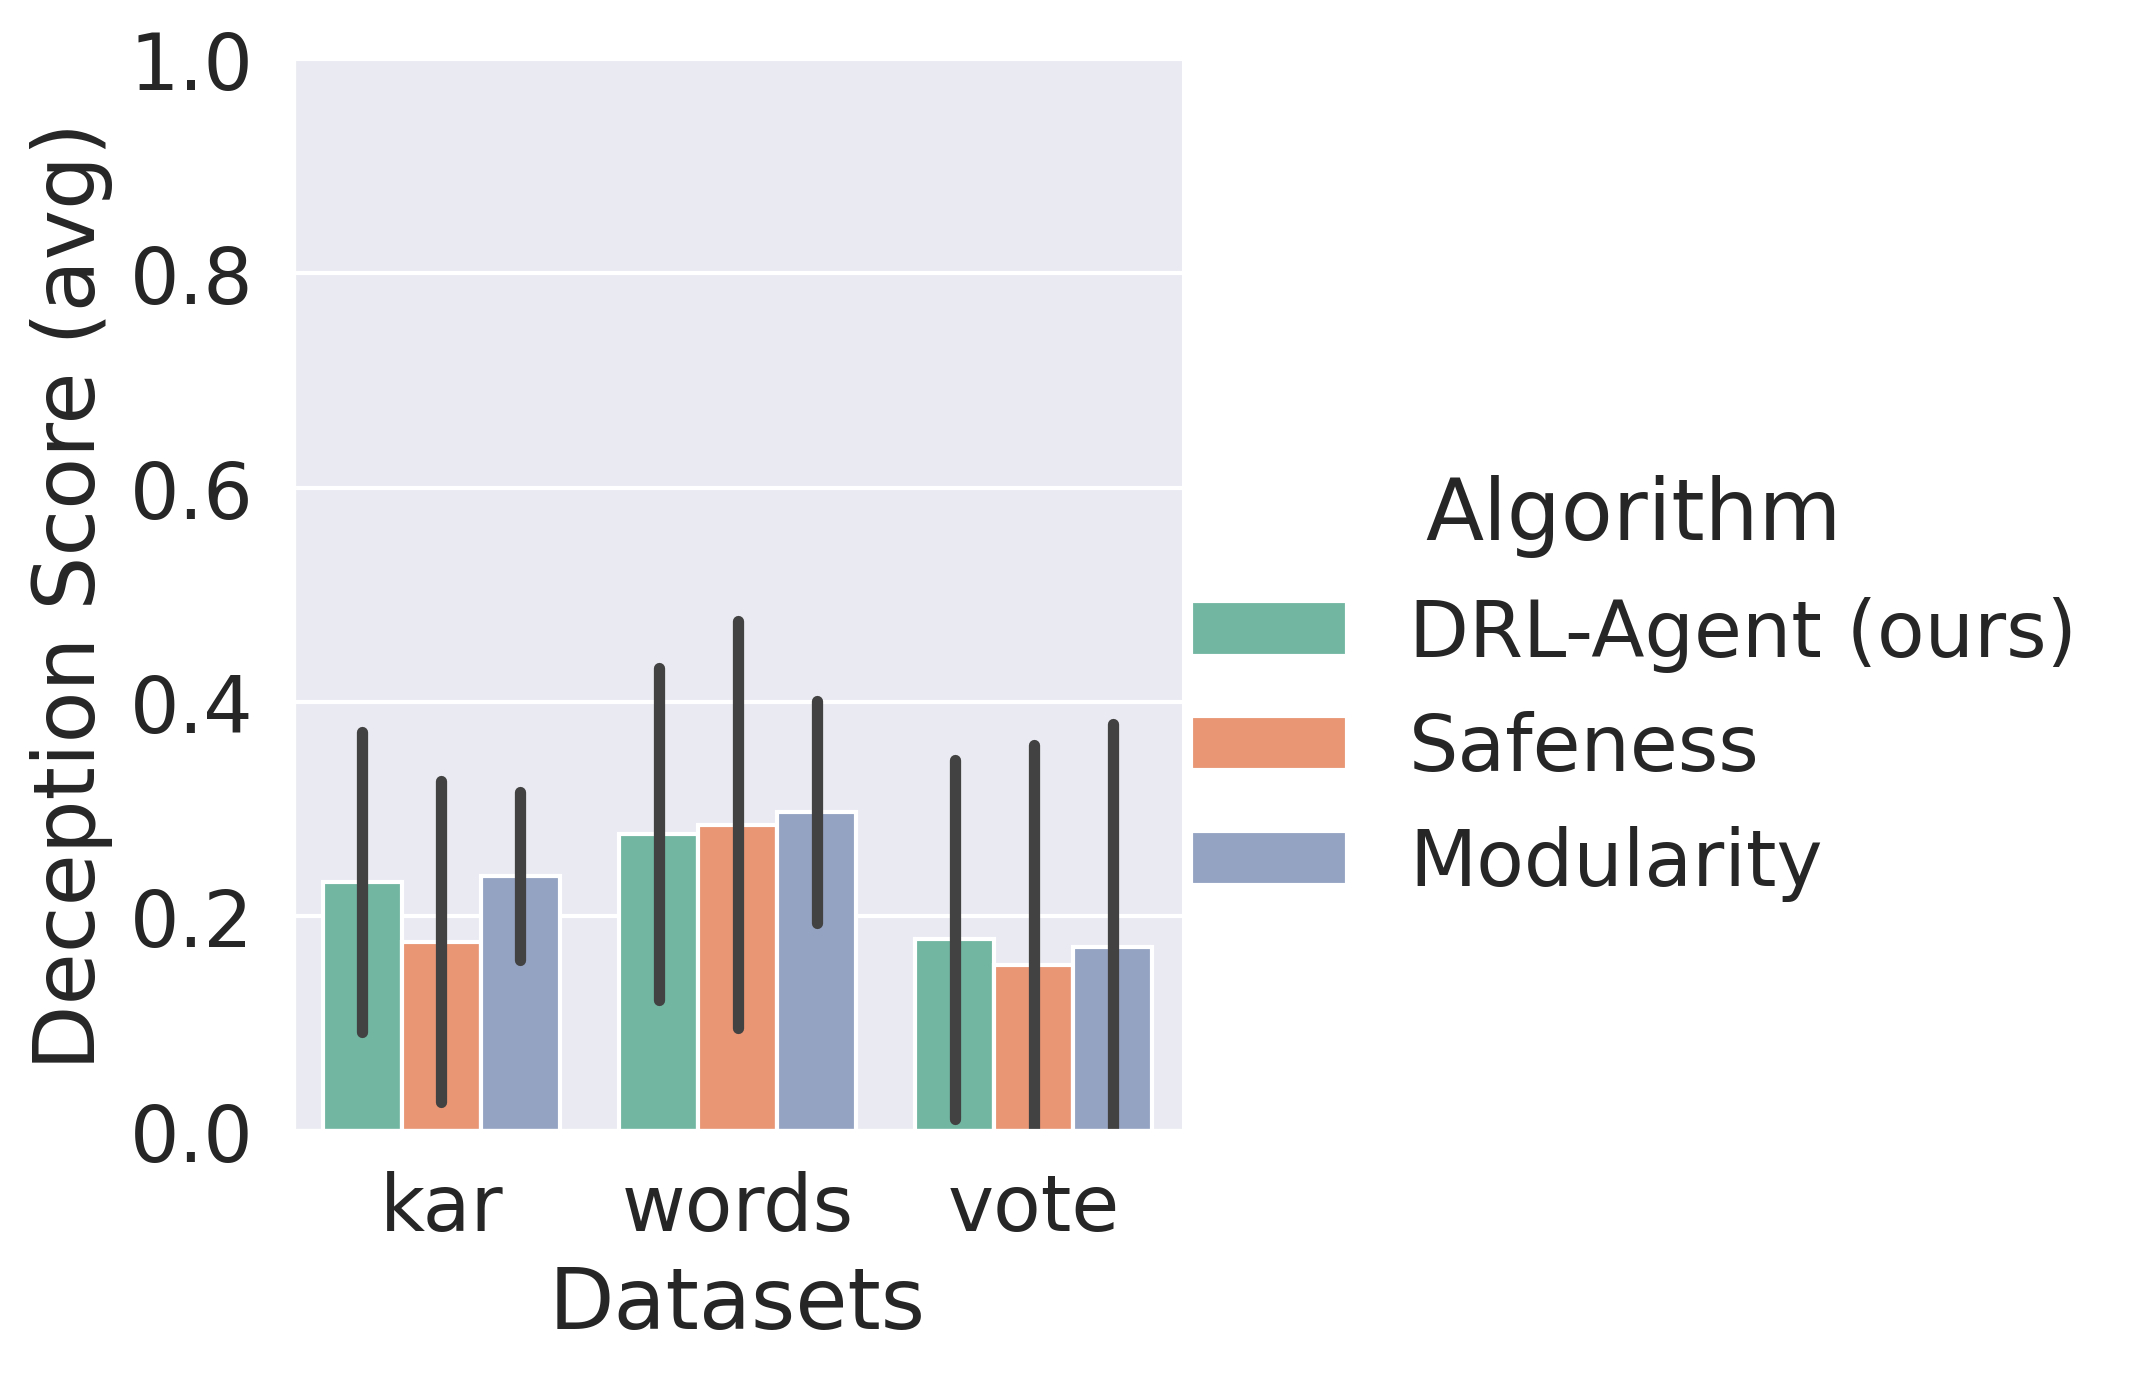 Deception Score (avg)
1.0
0.8
0.6
0.4
0.2
0.0
kar words vote
Datasets
Algorithm
DRL-Agent (ours)
Safeness
Modularity